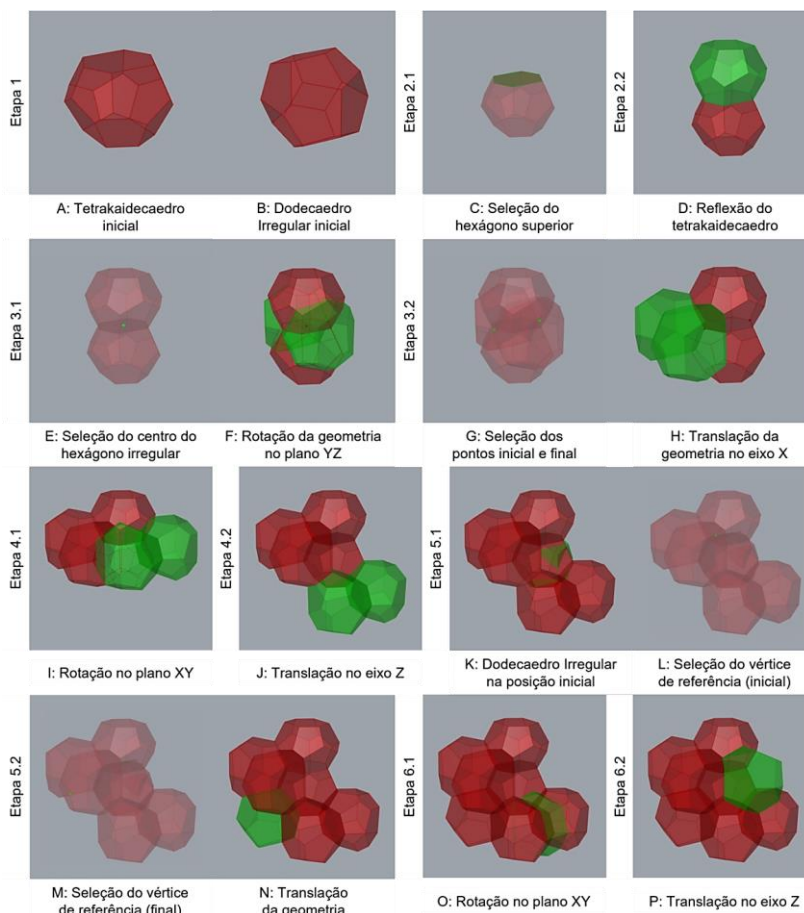 Etapa 1
Etapa 2.1
Etapa 2.2
A: Tetrakaidecaedro
inicial
B: Dodecaedro
Irregular inicial
C: Seleção do
hexágono superior
D: Reflexão do
tetrakaidecaedro
Etapa 3.1
Etapa 3.2
E: Seleção do centro do
hexágono irregular
F: Rotação da geometria
no plano YZ
G: Seleção dos
pontos inicial e final
H: Translação da
geometria no eixo X
Etapa 4.1
Etapa 4.2
Etapa 5.1
I: Rotação no plano XY
J: Translação no eixo Z
K: Dodecaedro Irregular
na posição inicial
L: Seleção do vértice
de referência (inicial)
Etapa 5.2
Etapa 6.1
Etapa 6.2
M: Seleção do vértice
de referência (final)
N: Translação
da geometria
O: Rotação no plano XY
P: Translação no eixo Z